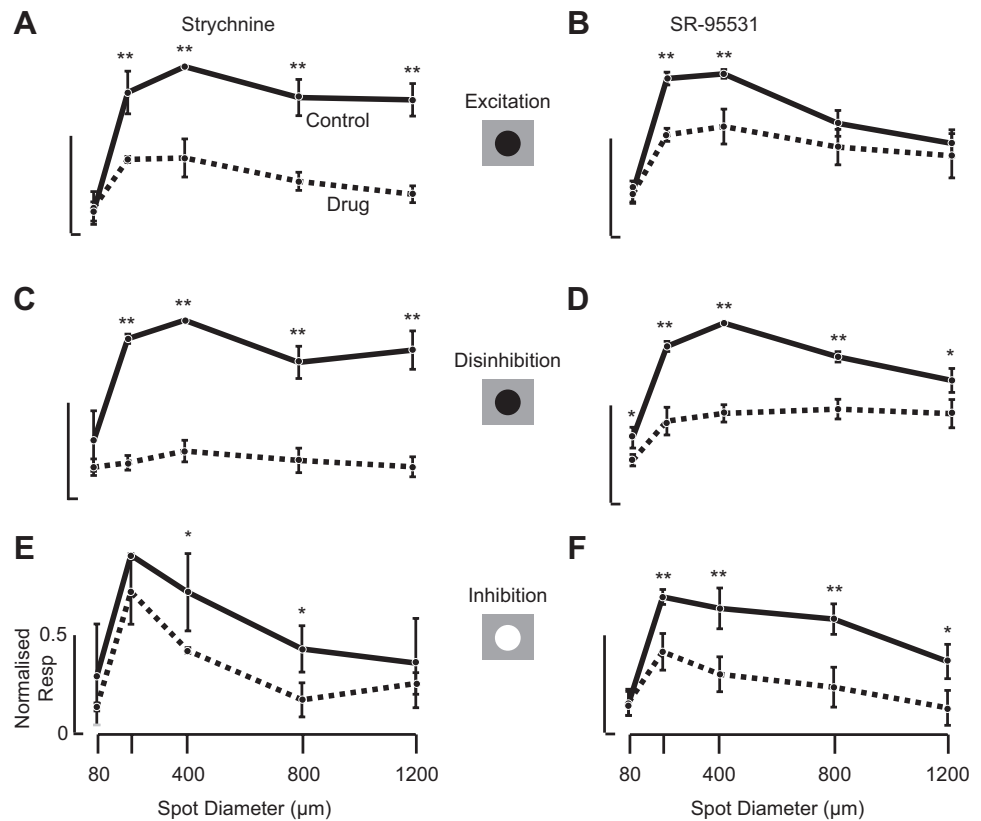 A
Strychnine
B
SR-95531
** ** ** **
** **
Excitation
Control
Drug
C
D
** ** ** **
* ** ** ** *
Disinhibition
E
F
* *
** ** ** *
Inhibition
Normalised
Resp
0.5
0
80 400 800 1200
80 400 800 1200
Spot Diameter (µm)
Spot Diameter (µm)